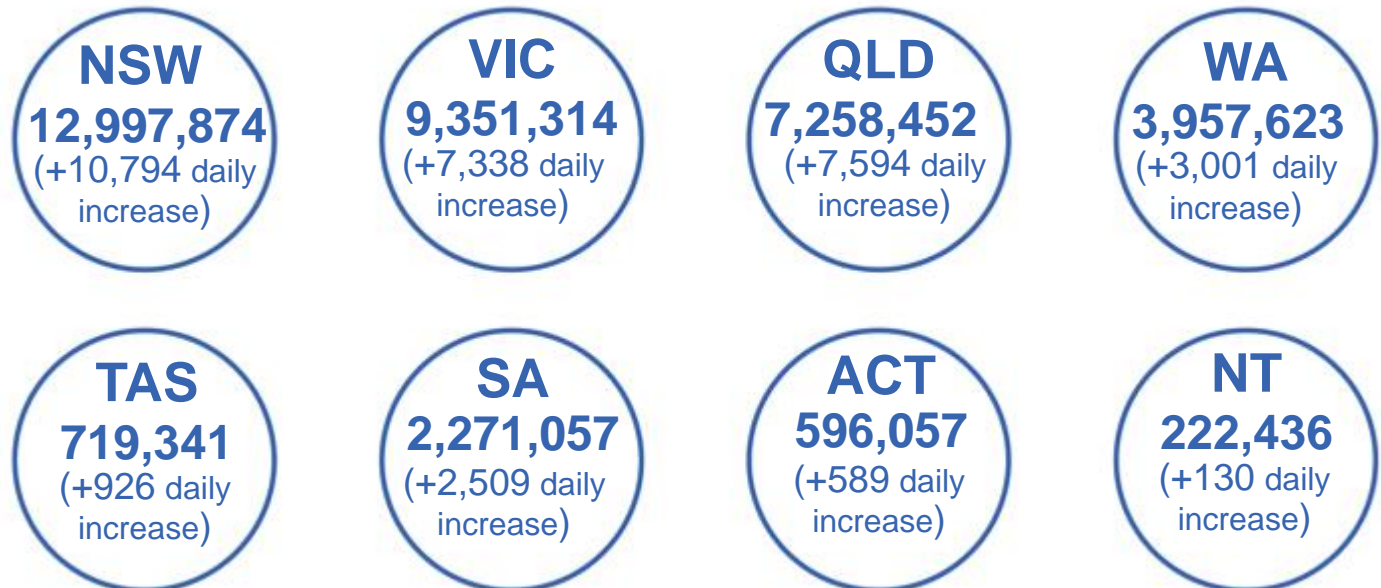 NSW
12,997,874
(+10,794 daily
increase)
VIC
9,351,314
(+7,338 daily
increase)
QLD
7,258,452
(+7,594 daily
increase)
WA
3,957,623
(+3,001 daily
increase)
TAS
719,341
(+926 daily
increase)
SA
2,271,057
(+2,509 daily
increase)
ACT
596,057
(+589 daily
increase)
NT
222,436
(+130 daily
increase)